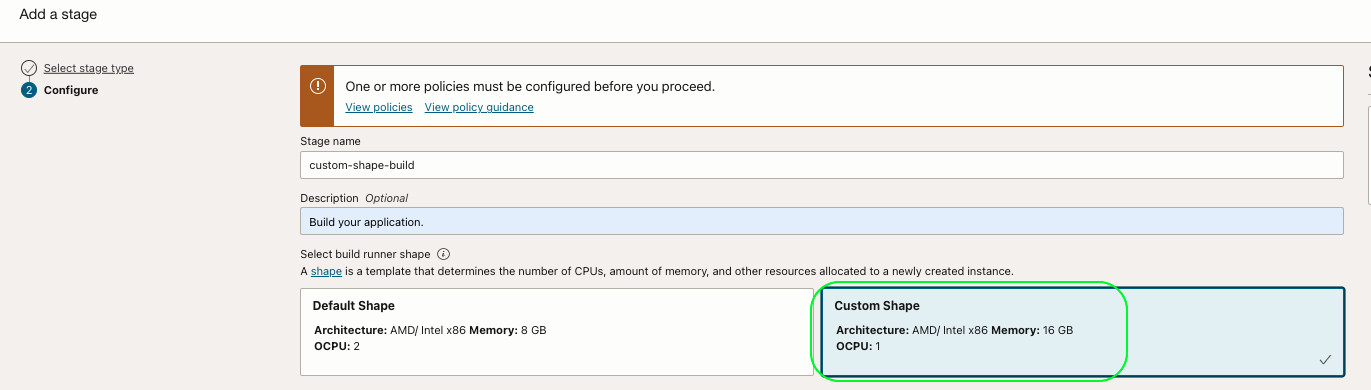 Add a stage
Select stage type
2 Configure
One or more policies must be configured before you proceed.
View policies View policy guidance
Stage name
custom-shape-build
Description Optional
Build your application.
Select build runner shape
A shape is a template that determines the number of CPUs, amount of memory, and other resources allocated to a newly created instance.
Default Shape
Architecture: AMD/ Intel x86 Memory: 8 GB
OCPU: 2
Custom Shape
Architecture: AMD/ Intel x86 Memory: 16 GB
OCPU: 1